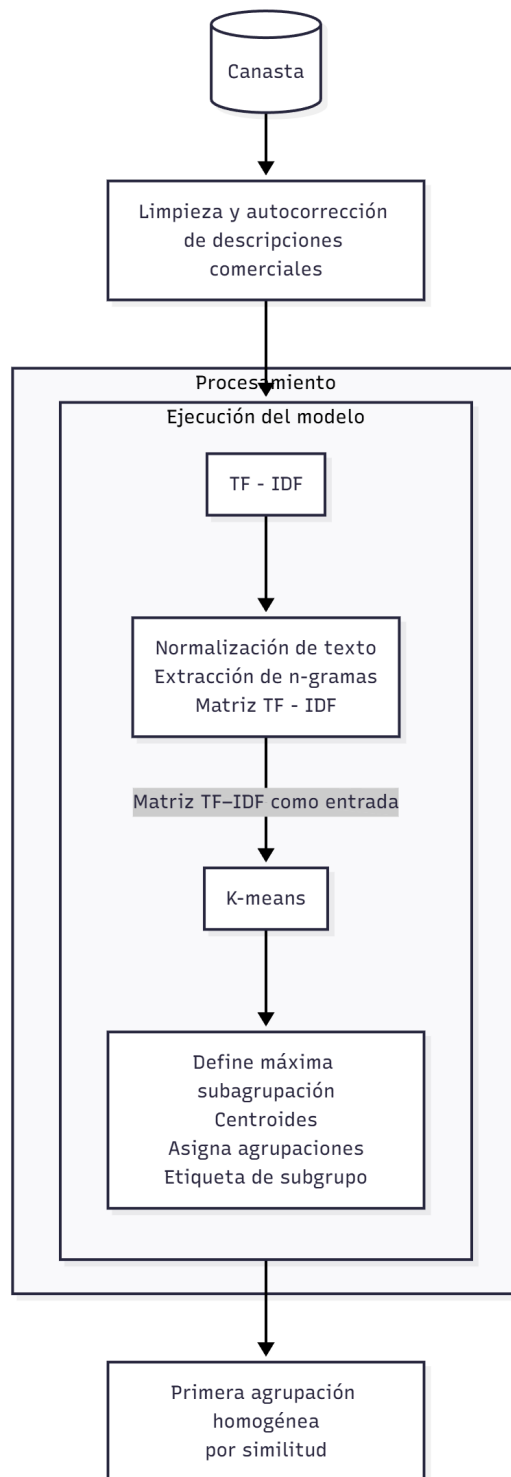 Canasta
Limpieza y autocorrección
de descripciones
comerciales
Procesamiento
Ejecución del modelo
TF - IDF
Normalización de texto
Extracción de n-gramas
Matriz TF - IDF
Matriz TF–IDF como entrada
K-means
Define máxima
subagrupación
Centroides
Asigna agrupaciones
Etiqueta de subgrupo
Primera agrupación
homogénea
por similitud